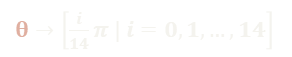 θ → [i/14 π | i = 0, 1, ..., 14]